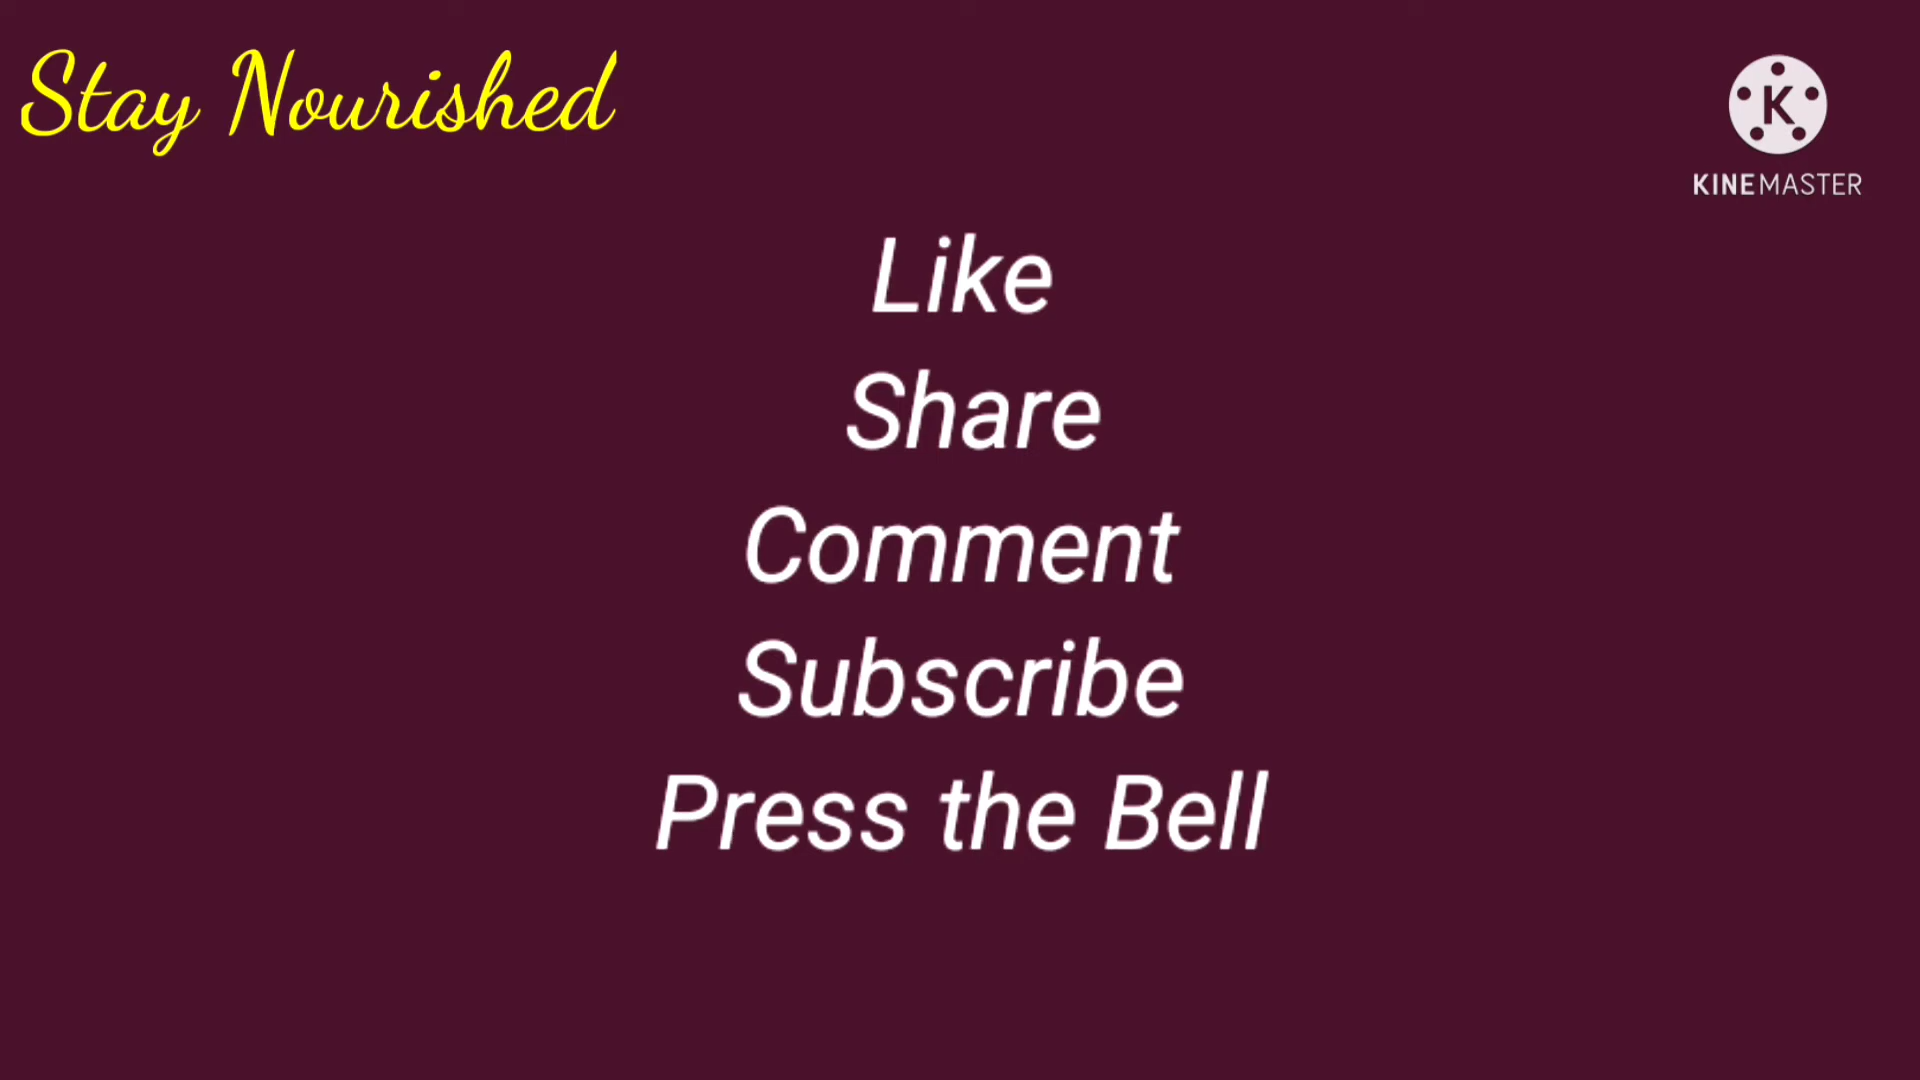 Stay Nourished
K
KINEMASTER
Like
Share
Comment
Subscribe
Press the Bell